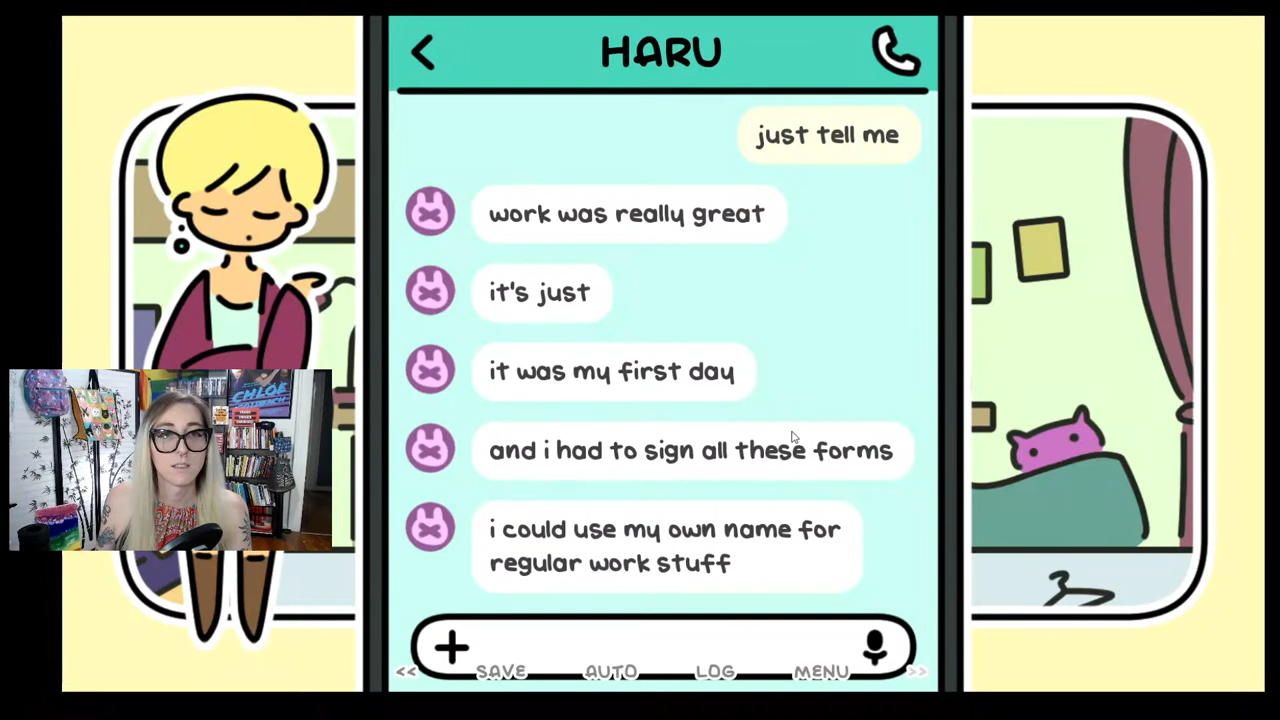 HARU
just tell me
work was really great
it's just
it was my first day
and i had to sign all these forms
i could use my own name for
regular work stuff
<< SAVE AUTO LOG MENU >>
CHLOE